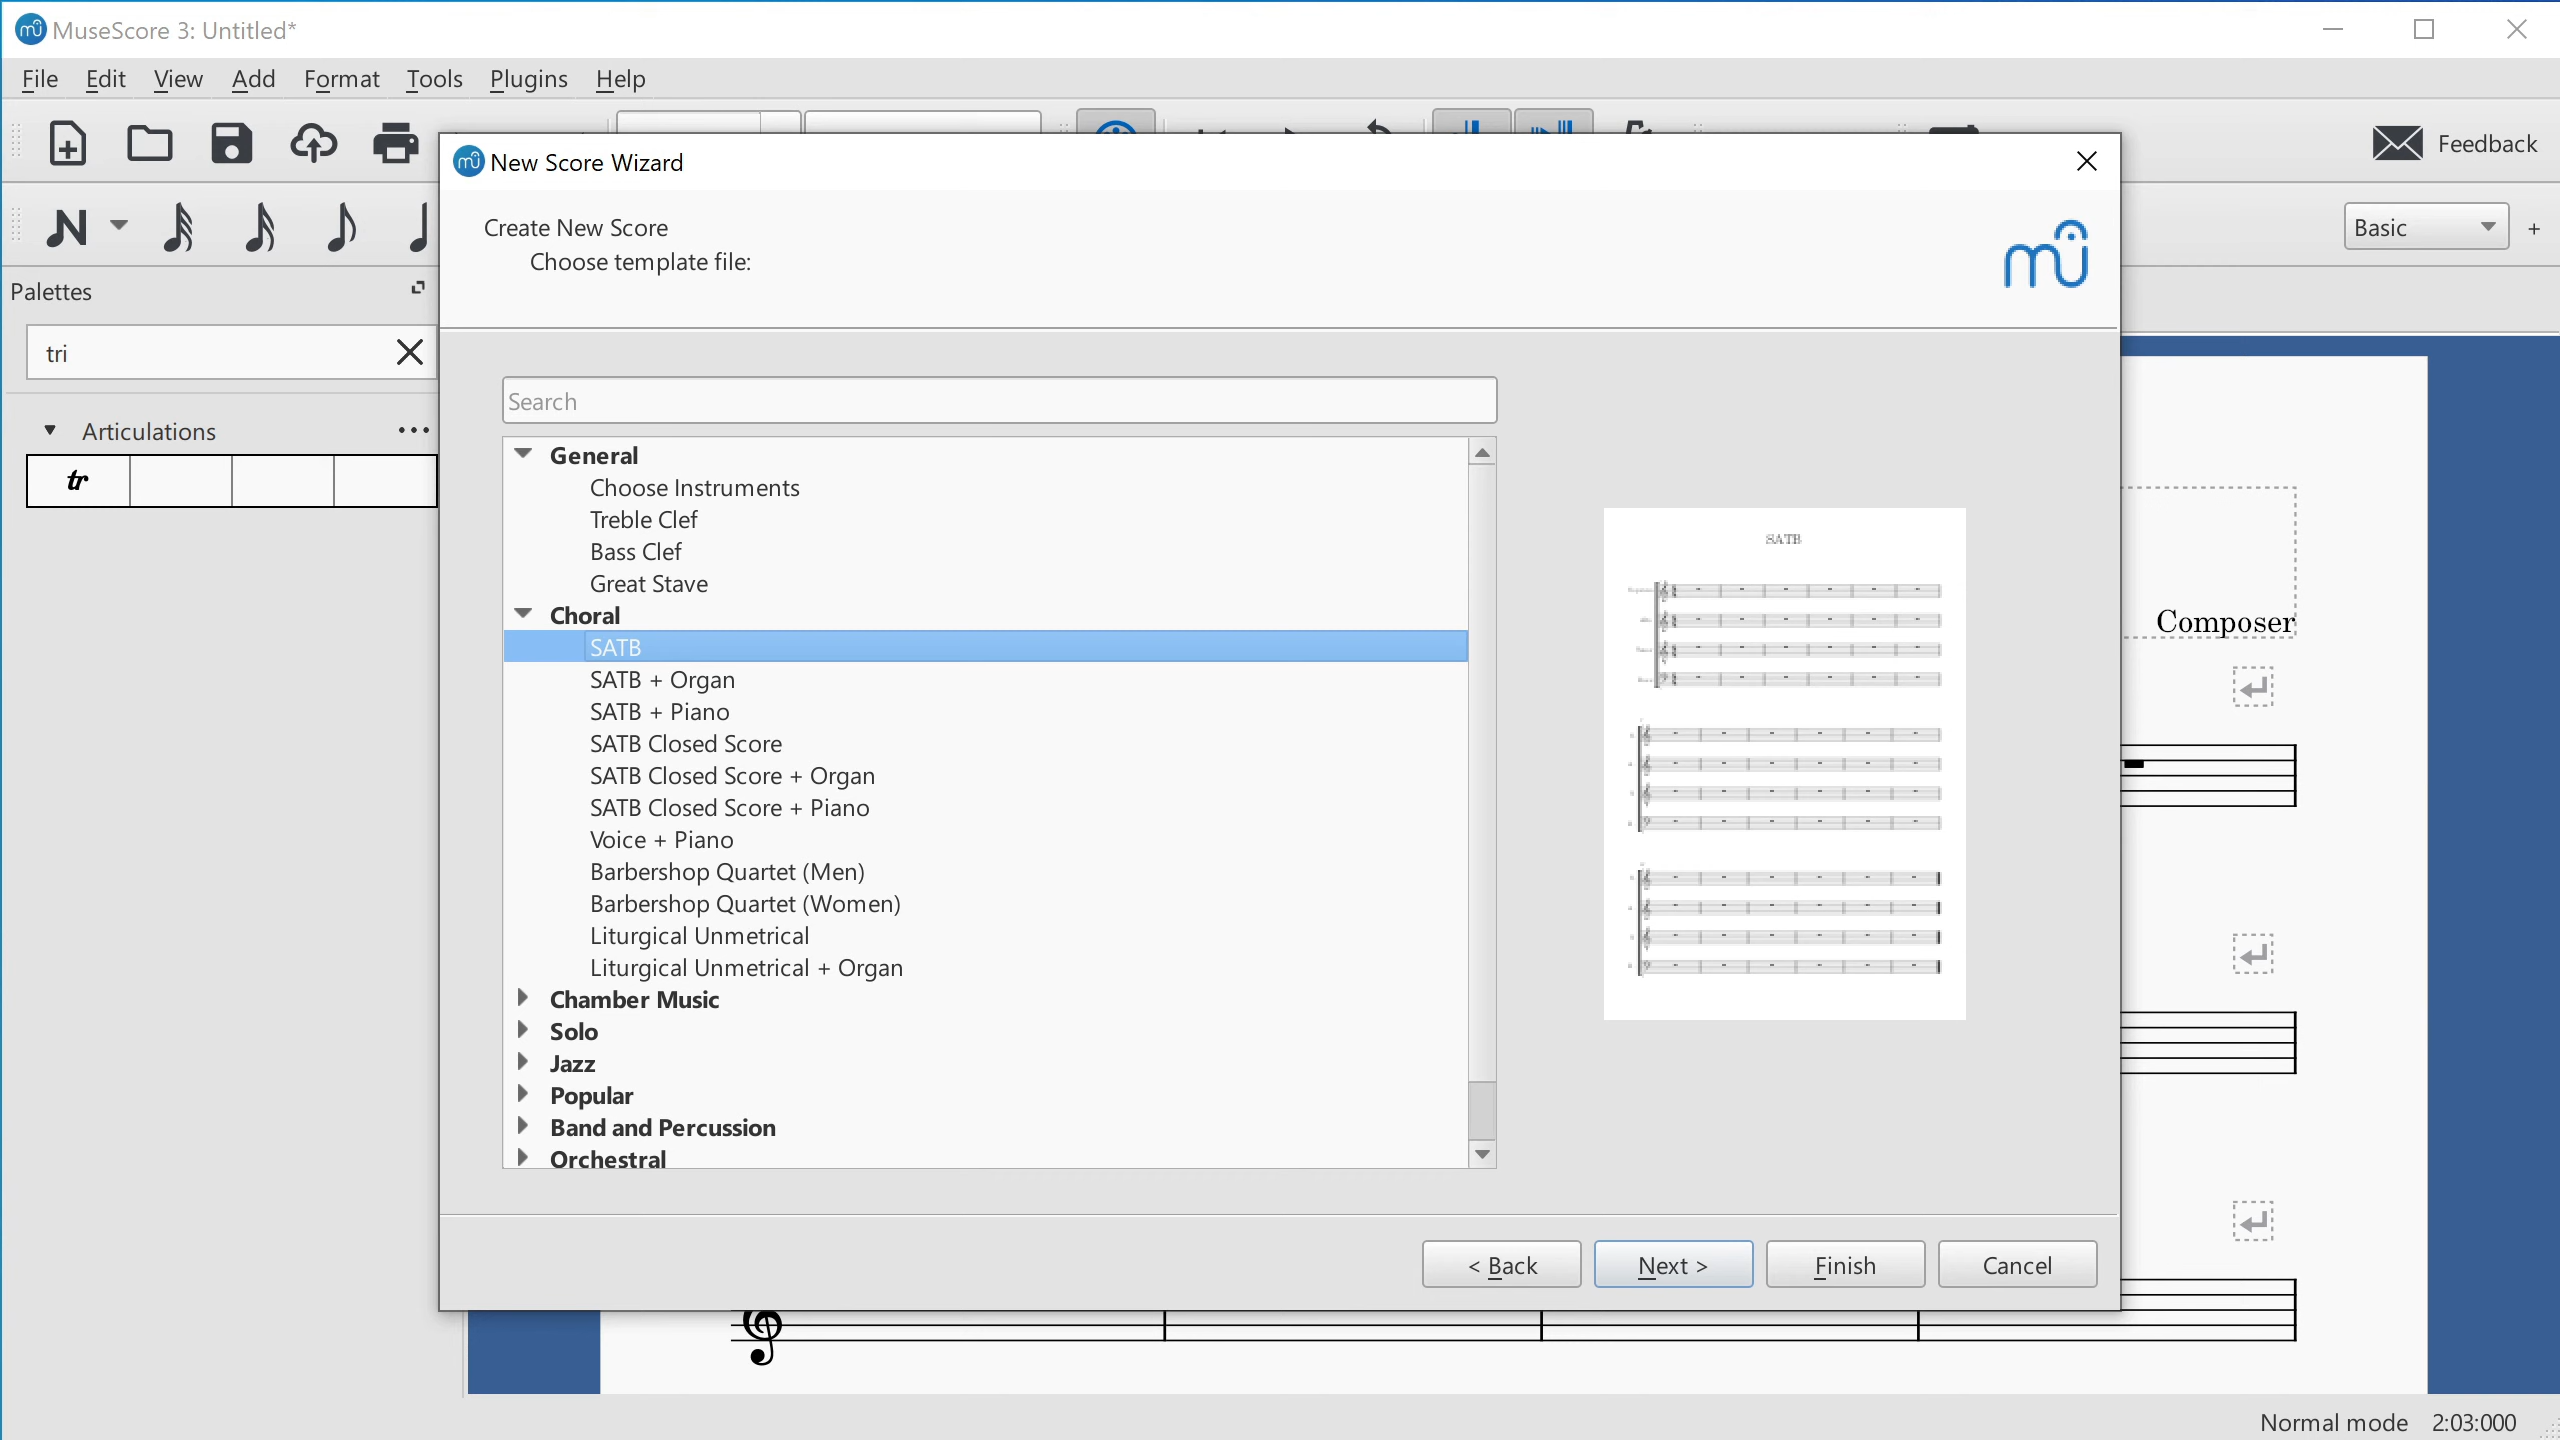 MuseScore 3: Untitled*
File Edit View Add Format Tools Plugins Help
Feedback
New Score Wizard
Create New Score
Choose template file:
Basic
+
Palettes
tri
Search
Articulations
tr
General
Choose Instruments
Treble Clef
Bass Clef
Great Stave
Choral
SATB
SATB + Organ
SATB + Piano
SATB Closed Score
SATB Closed Score + Organ
SATB Closed Score + Piano
Voice + Piano
Barbershop Quartet (Men)
Barbershop Quartet (Women)
Liturgical Unmetrical
Liturgical Unmetrical + Organ
Chamber Music
Solo
Jazz
Popular
Band and Percussion
Orchestral
SATB
Composer
< Back Next > Finish Cancel
Normal mode 2:03:000